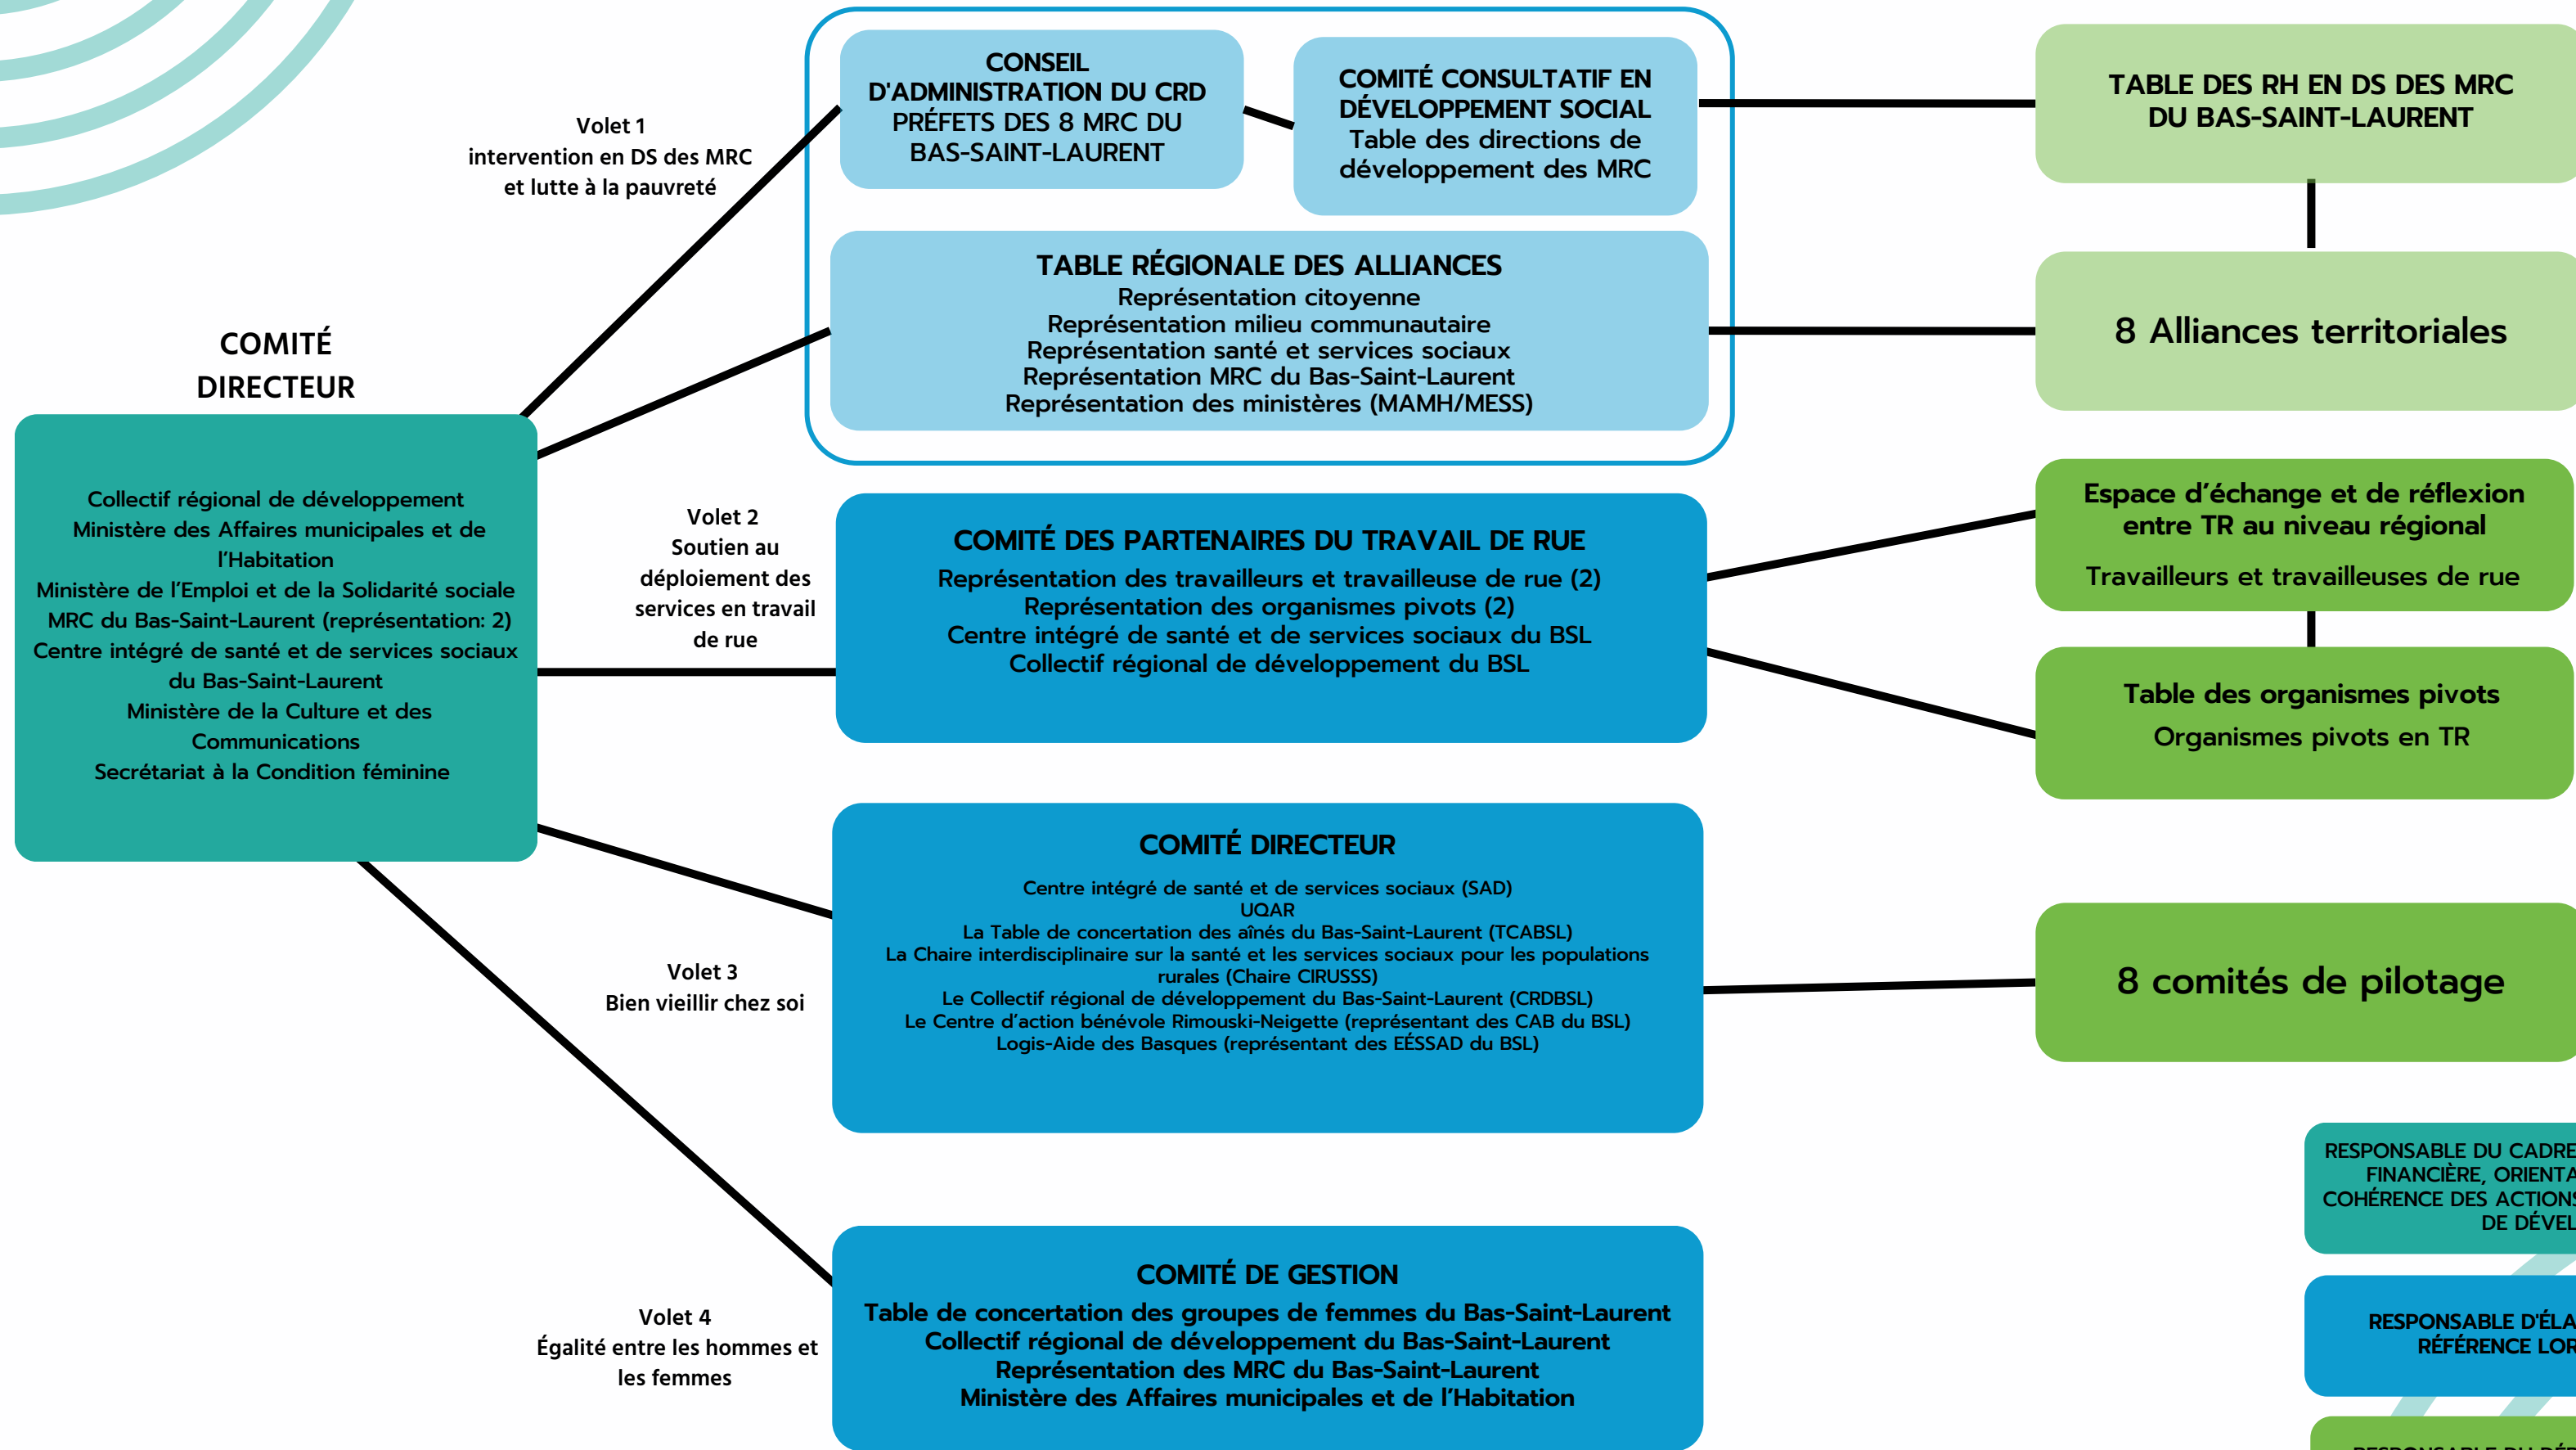 COMITÉ
DIRECTEUR
Collectif régional de développement
Ministère des Affaires municipales et de
l’Habitation
Ministère de l’Emploi et de la Solidarité sociale
MRC du Bas-Saint-Laurent (représentation: 2)
Centre intégré de santé et de services sociaux
du Bas-Saint-Laurent
Ministère de la Culture et des
Communications
Secrétariat à la Condition féminine
Volet 1
intervention en DS des MRC
et lutte à la pauvreté
CONSEIL
D'ADMINISTRATION DU CRD
PRÉFETS DES 8 MRC DU
BAS-SAINT-LAURENT
COMITÉ CONSULTATIF EN
DÉVELOPPEMENT SOCIAL
Table des directions de
développement des MRC
TABLE RÉGIONALE DES ALLIANCES
Représentation citoyenne
Représentation milieu communautaire
Représentation santé et services sociaux
Représentation MRC du Bas-Saint-Laurent
Représentation des ministères (MAMH/MESS)
TABLE DES RH EN DS DES MRC
DU BAS-SAINT-LAURENT
8 Alliances territoriales
Volet 2
Soutien au
déploiement des
services en travail
de rue
COMITÉ DES PARTENAIRES DU TRAVAIL DE RUE
Représentation des travailleurs et travailleuse de rue (2)
Représentation des organismes pivots (2)
Centre intégré de santé et de services sociaux du BSL
Collectif régional de développement du BSL
Espace d’échange et de réflexion
entre TR au niveau régional
Travailleurs et travailleuses de rue
Table des organismes pivots
Organismes pivots en TR
Volet 3
Bien vieillir chez soi
COMITÉ DIRECTEUR
Centre intégré de santé et de services sociaux (SAD)
UQAR
La Table de concertation des aînés du Bas-Saint-Laurent (TCABSL)
La Chaire interdisciplinaire sur la santé et les services sociaux pour les populations
rurales (Chaire CIRUSSS)
Le Collectif régional de développement du Bas-Saint-Laurent (CRDBSL)
Le Centre d’action bénévole Rimouski-Neigette (représentant des CAB du BSL)
Logis-Aide des Basques (représentant des EÉSSAD du BSL)
8 comités de pilotage
Volet 4
Égalité entre les hommes et
les femmes
COMITÉ DE GESTION
Table de concertation des groupes de femmes du Bas-Saint-Laurent
Collectif régional de développement du Bas-Saint-Laurent
Représentation des MRC du Bas-Saint-Laurent
Ministère des Affaires municipales et de l’Habitation
RESPONSABLE DU CADRE
FINANCIÈRE, ORIENTA
COHÉRENCE DES ACTIONS
DE DÉVEL
RESPONSABLE D'ÉLA
RÉFÉRENCE LOR